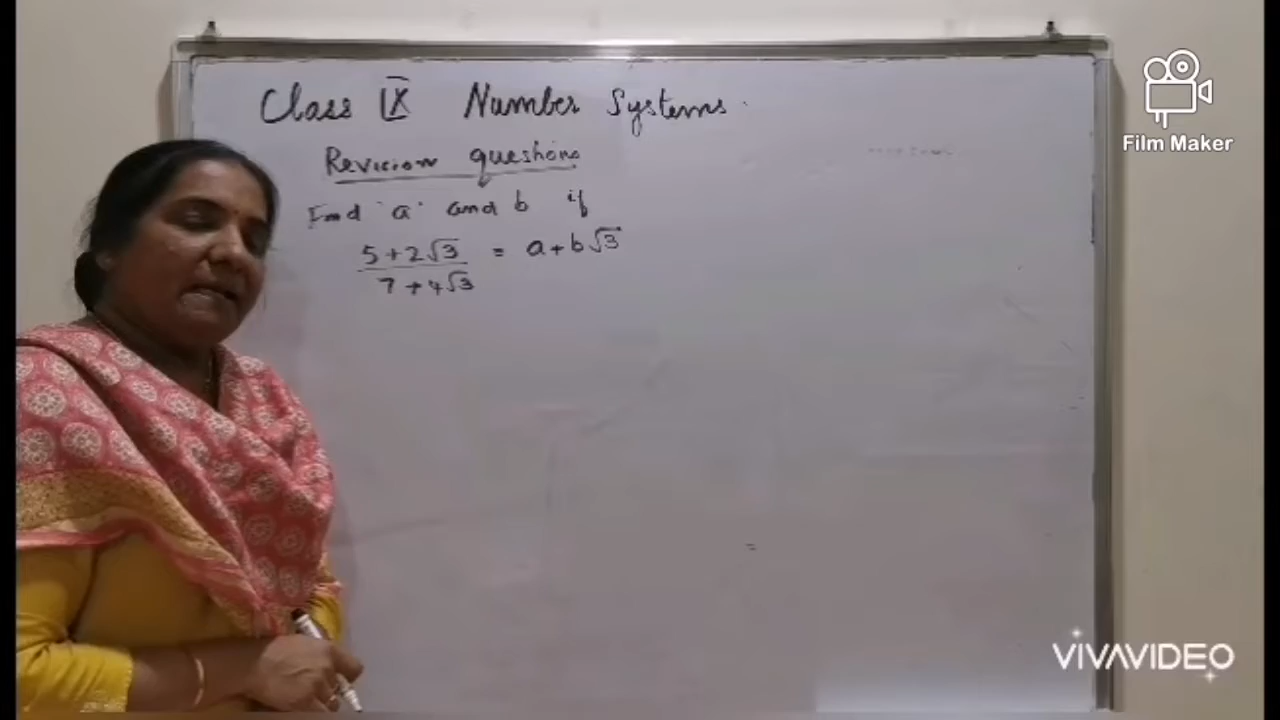 Class IX Number Systems.
Revision questions
Find 'a' and b if
5+2√3 = a+b√3
7+4√3
Film Maker
VIVAVIDEO